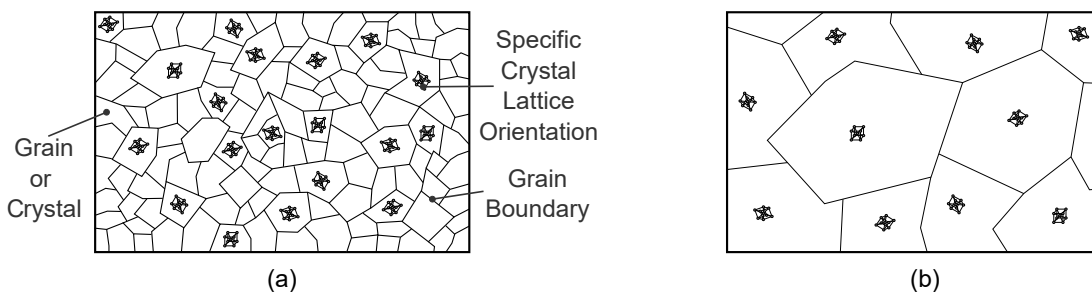 Specific
Crystal
Lattice
Orientation
Grain
or
Crystal
Grain
Boundary
(a)
(b)